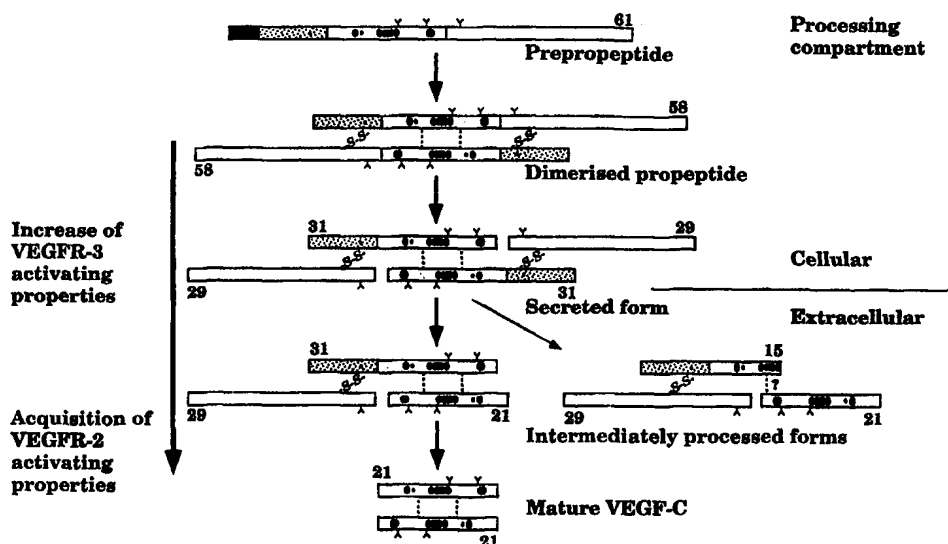 61
Processing
compartment
Prepropeptide
58
S-S
S-S
58
Dimerised propeptide
Increase of
VEGFR-3
activating
properties
31
29
S-S
S-S
Cellular
29
31
Secreted form
Extracellular
31
15
S-S
S-S
?
29
21
29
21
Acquisition of
VEGFR-2
activating
properties
Intermediately processed forms
21
Mature VEGF-C
21